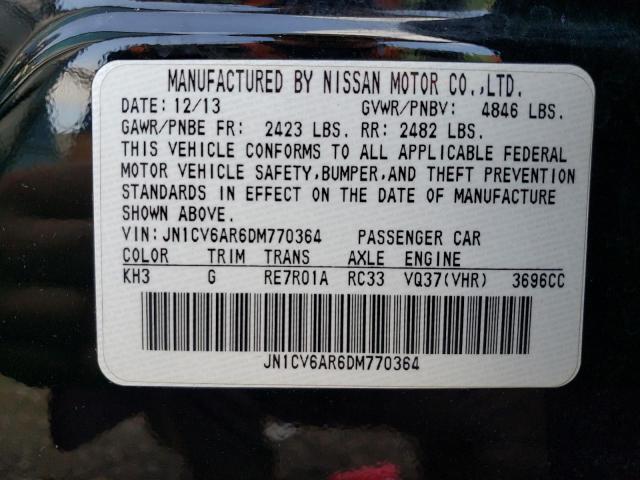 MANUFACTURED BY NISSAN MOTOR CO.,LTD.
DATE: 12/13 GVWR/PNBV: 4846 LBS.
GAWR/PNBE FR: 2423 LBS. RR: 2482 LBS.
THIS VEHICLE CONFORMS TO ALL APPLICABLE FEDERAL
MOTOR VEHICLE SAFETY,BUMPER,AND THEFT PREVENTION
STANDARDS IN EFFECT ON THE DATE OF MANUFACTURE
SHOWN ABOVE.
VIN:JN1CV6AR6DM770364 PASSENGER CAR
COLOR TRIM TRANS AXLE ENGINE
KH3 G RE7R01A RC33 VQ37(VHR) 3696CC
JN1CV6AR6DM770364